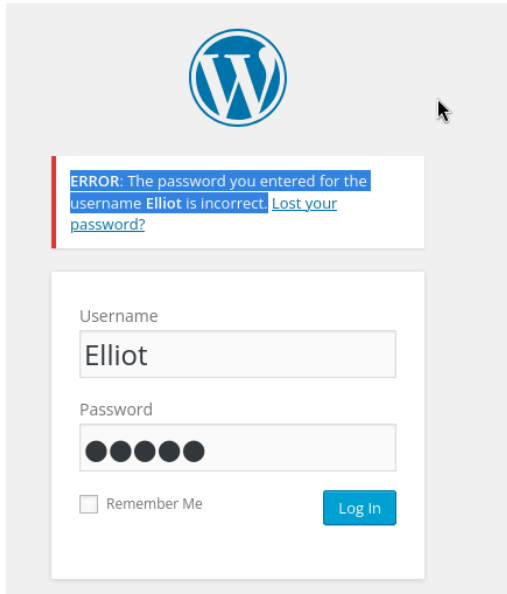 ERROR: The password you entered for the
username Elliot is incorrect. Lost your
password?
Username
Elliot
Password
●●●●●
Remember Me
Log In